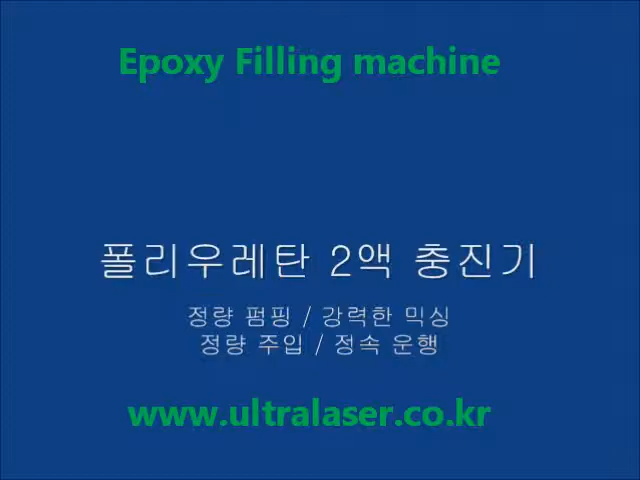 Epoxy Filling machine
폴리우레탄 2액 충진기
정량 펌핑 / 강력한 믹싱
정량 주입 / 정속 운행
www.ultralaser.co.kr